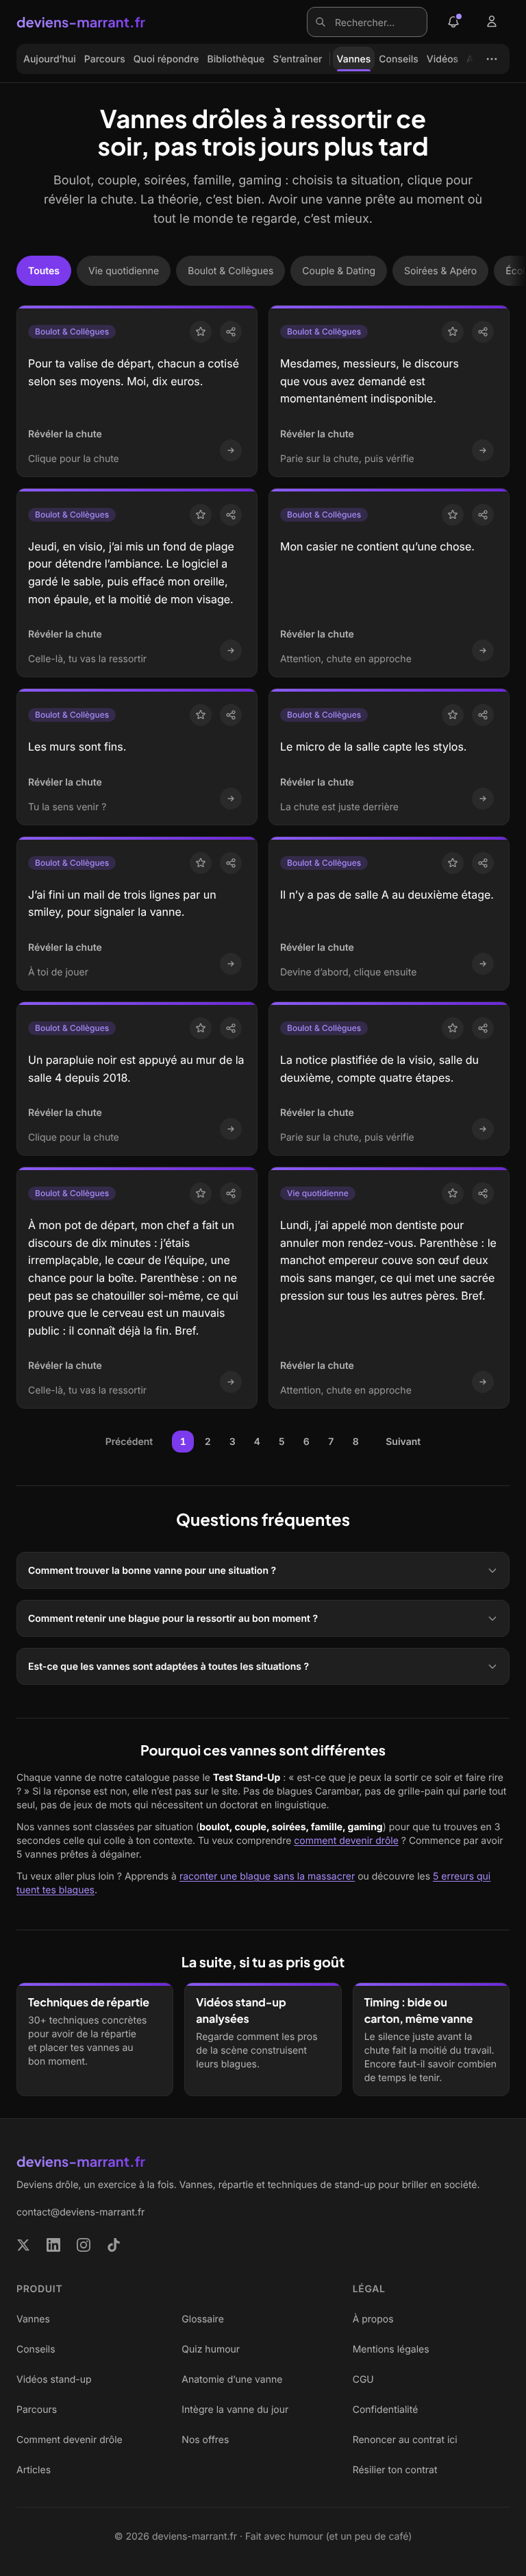 deviens-marrant.fr
Rechercher...
Aujourd’hui Parcours Quoi répondre Bibliothèque S’entraîner Vannes Conseils Vidéos
Vannes drôles à ressortir ce
soir, pas trois jours plus tard
Boulot, couple, soirées, famille, gaming : choisis ta situation, clique pour
révéler la chute. La théorie, c’est bien. Avoir une vanne prête au moment où
tout le monde te regarde, c’est mieux.
Toutes Vie quotidienne Boulot & Collègues Couple & Dating Soirées & Apéro Éco
Boulot & Collègues
Pour ta valise de départ, chacun a cotisé
selon ses moyens. Moi, dix euros.
Révéler la chute
Clique pour la chute
Boulot & Collègues
Mesdames, messieurs, le discours
que vous avez demandé est
momentanément indisponible.
Révéler la chute
Parie sur la chute, puis vérifie
Boulot & Collègues
Jeudi, en visio, j’ai mis un fond de plage
pour détendre l’ambiance. Le logiciel a
gardé le sable, puis effacé mon oreille,
mon épaule, et la moitié de mon visage.
Révéler la chute
Celle-là, tu vas la ressortir
Boulot & Collègues
Mon casier ne contient qu’une chose.
Révéler la chute
Attention, chute en approche
Boulot & Collègues
Les murs sont fins.
Révéler la chute
Tu la sens venir ?
Boulot & Collègues
Le micro de la salle capte les stylos.
Révéler la chute
La chute est juste derrière
Boulot & Collègues
J’ai fini un mail de trois lignes par un
smiley, pour signaler la vanne.
Révéler la chute
À toi de jouer
Boulot & Collègues
Il n’y a pas de salle A au deuxième étage.
Révéler la chute
Devine d’abord, clique ensuite
Boulot & Collègues
Un parapluie noir est appuyé au mur de la
salle 4 depuis 2018.
Révéler la chute
Clique pour la chute
Boulot & Collègues
La notice plastifiée de la visio, salle du
deuxième, compte quatre étapes.
Révéler la chute
Parie sur la chute, puis vérifie
Boulot & Collègues
À mon pot de départ, mon chef a fait un
discours de dix minutes : j’étais
irremplaçable, le cœur de l’équipe, une
chance pour la boîte. Parenthèse : on ne
peut pas se chatouiller soi-même, ce qui
prouve que le cerveau est un mauvais
public : il connaît déjà la fin. Bref.
Révéler la chute
Celle-là, tu vas la ressortir
Vie quotidienne
Lundi, j’ai appelé mon dentiste pour
annuler mon rendez-vous. Parenthèse : le
manchot empereur couve son œuf deux
mois sans manger, ce qui met une sacrée
pression sur tous les autres pères. Bref.
Révéler la chute
Attention, chute en approche
Précédent 1 2 3 4 5 6 7 8 Suivant
Questions fréquentes
Comment trouver la bonne vanne pour une situation ?
Comment retenir une blague pour la ressortir au bon moment ?
Est-ce que les vannes sont adaptées à toutes les situations ?
Pourquoi ces vannes sont différentes
Chaque vanne de notre catalogue passe le Test Stand-Up : « est-ce que je peux la sortir ce soir et faire rire
? » Si la réponse est non, elle n’est pas sur le site. Pas de blagues Carambar, pas de grille-pain qui parle tout
seul, pas de jeux de mots qui nécessitent un doctorat en linguistique.
Nos vannes sont classées par situation (boulot, couple, soirées, famille, gaming) pour que tu trouves en 3
secondes celle qui colle à ton contexte. Tu veux comprendre comment devenir drôle ? Commence par avoir
5 vannes prêtes à dégainer.
Tu veux aller plus loin ? Apprends à raconter une blague sans la massacrer ou découvre les 5 erreurs qui
tuent tes blagues.
La suite, si tu as pris goût
Techniques de répartie
30+ techniques concrètes
pour avoir de la répartie
et placer tes vannes au
bon moment.
Vidéos stand-up
analysées
Regarde comment les pros
de la scène construisent
leurs blagues.
Timing : bide ou
carton, même vanne
Le silence juste avant la
chute fait la moitié du travail.
Encore faut-il savoir combien
de temps le tenir.
deviens-marrant.fr
Deviens drôle, un exercice à la fois. Vannes, répartie et techniques de stand-up pour briller en société.
contact@deviens-marrant.fr
PRODUIT
Vannes
Conseils
Vidéos stand-up
Parcours
Comment devenir drôle
Articles
Glossaire
Quiz humour
Anatomie d’une vanne
Intègre la vanne du jour
Nos offres
LÉGAL
À propos
Mentions légales
CGU
Confidentialité
Renoncer au contrat ici
Résilier ton contrat
© 2026 deviens-marrant.fr · Fait avec humour (et un peu de café)